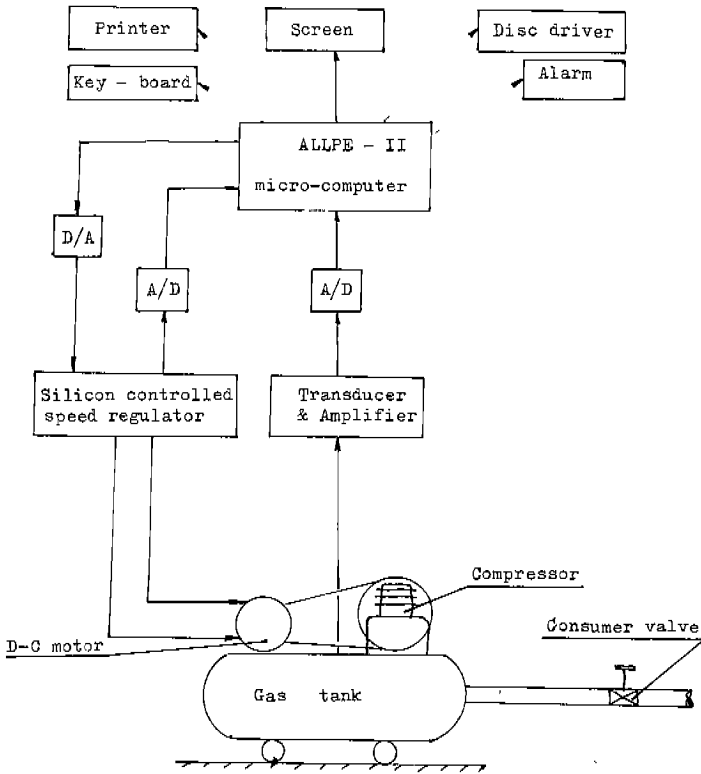 Printer
Screen
Disc driver
Key - board
Alarm
ALLPE - II
micro-computer
D/A
A/D
A/D
Silicon controlled
speed regulator
Transducer
& Amplifier
Compressor
Consumer valve
D-C motor
Gas tank